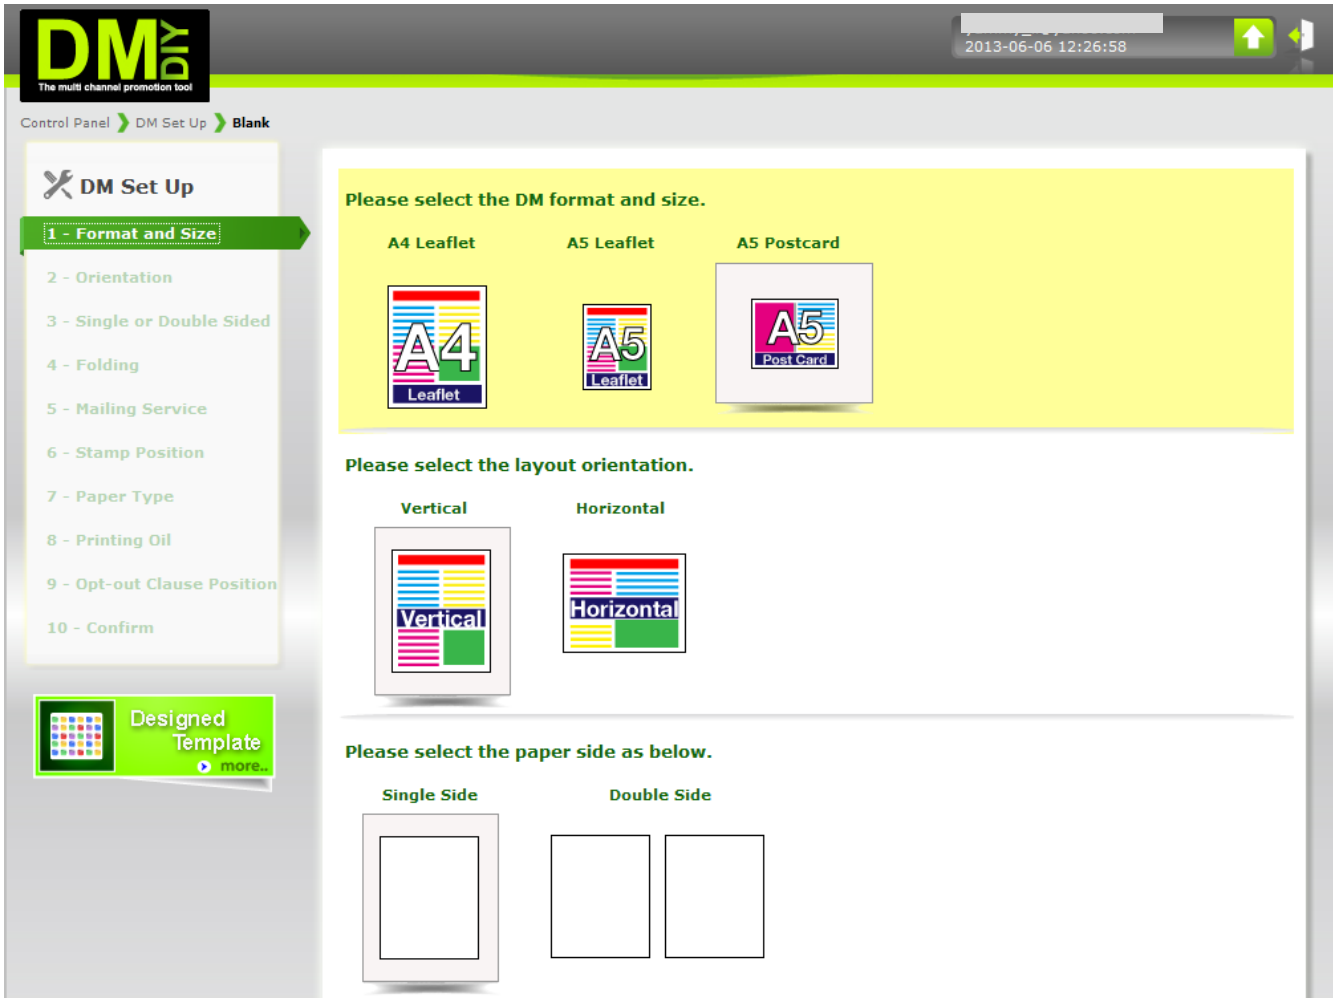 DM DIY
The multi channel promotion tool
2013-06-06 12:26:58
Control Panel DM Set Up Blank
DM Set Up
1 - Format and Size
2 - Orientation
3 - Single or Double Sided
4 - Folding
5 - Mailing Service
6 - Stamp Position
7 - Paper Type
8 - Printing Oil
9 - Opt-out Clause Position
10 - Confirm
Designed
Template
more..
Please select the DM format and size.
A4 Leaflet A5 Leaflet A5 Postcard
A4
Leaflet
A5
Leaflet
A5
Post Card
Please select the layout orientation.
Vertical Horizontal
Vertical
Horizontal
Please select the paper side as below.
Single Side Double Side